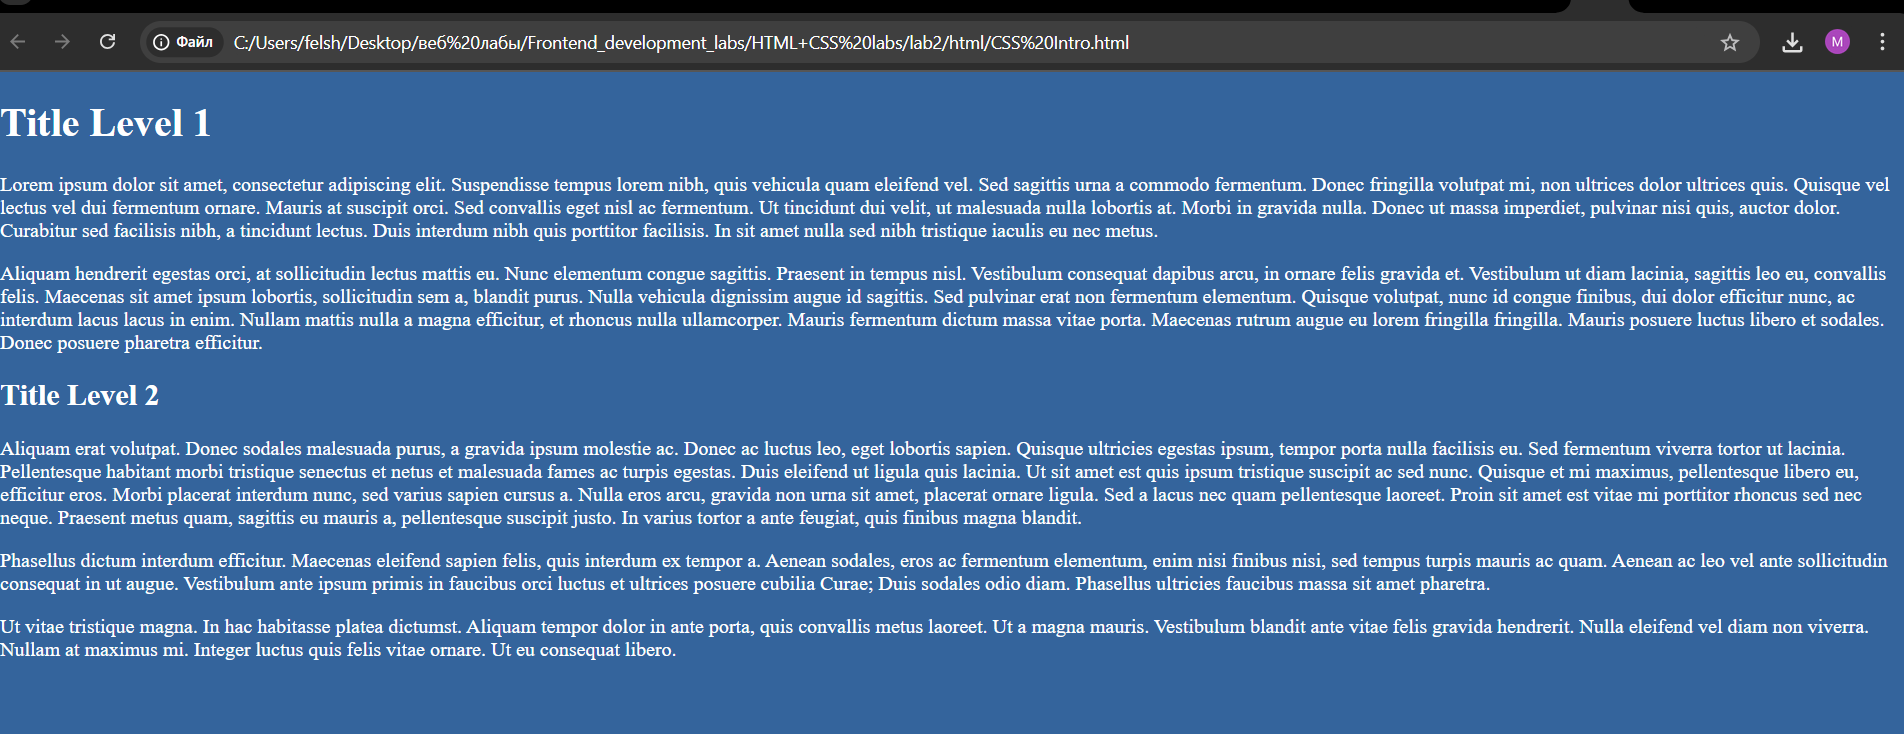 Файл C:/Users/felsh/Desktop/веб%20лабы/Frontend_development_labs/HTML+CSS%20labs/lab2/html/CSS%20Intro.html M
Title Level 1
Lorem ipsum dolor sit amet, consectetur adipiscing elit. Suspendisse tempus lorem nibh, quis vehicula quam eleifend vel. Sed sagittis urna a commodo fermentum. Donec fringilla volutpat mi, non ultrices dolor ultrices quis. Quisque vel
lectus vel dui fermentum ornare. Mauris at suscipit orci. Sed convallis eget nisl ac fermentum. Ut tincidunt dui velit, ut malesuada nulla lobortis at. Morbi in gravida nulla. Donec ut massa imperdiet, pulvinar nisi quis, auctor dolor.
Curabitur sed facilisis nibh, a tincidunt lectus. Duis interdum nibh quis porttitor facilisis. In sit amet nulla sed nibh tristique iaculis eu nec metus.
Aliquam hendrerit egestas orci, at sollicitudin lectus mattis eu. Nunc elementum congue sagittis. Praesent in tempus nisl. Vestibulum consequat dapibus arcu, in ornare felis gravida et. Vestibulum ut diam lacinia, sagittis leo eu, convallis
felis. Maecenas sit amet ipsum lobortis, sollicitudin sem a, blandit purus. Nulla vehicula dignissim augue id sagittis. Sed pulvinar erat non fermentum elementum. Quisque volutpat, nunc id congue finibus, dui dolor efficitur nunc, ac
interdum lacus lacus in enim. Nullam mattis nulla a magna efficitur, et rhoncus nulla ullamcorper. Mauris fermentum dictum massa vitae porta. Maecenas rutrum augue eu lorem fringilla fringilla. Mauris posuere luctus libero et sodales.
Donec posuere pharetra efficitur.
Title Level 2
Aliquam erat volutpat. Donec sodales malesuada purus, a gravida ipsum molestie ac. Donec ac luctus leo, eget lobortis sapien. Quisque ultricies egestas ipsum, tempor porta nulla facilisis eu. Sed fermentum viverra tortor ut lacinia.
Pellentesque habitant morbi tristique senectus et netus et malesuada fames ac turpis egestas. Duis eleifend ut ligula quis lacinia. Ut sit amet est quis ipsum tristique suscipit ac sed nunc. Quisque et mi maximus, pellentesque libero eu,
efficitur eros. Morbi placerat interdum nunc, sed varius sapien cursus a. Nulla eros arcu, gravida non urna sit amet, placerat ornare ligula. Sed a lacus nec quam pellentesque laoreet. Proin sit amet est vitae mi porttitor rhoncus sed nec
neque. Praesent metus quam, sagittis eu mauris a, pellentesque suscipit justo. In varius tortor a ante feugiat, quis finibus magna blandit.
Phasellus dictum interdum efficitur. Maecenas eleifend sapien felis, quis interdum ex tempor a. Aenean sodales, eros ac fermentum elementum, enim nisi finibus nisi, sed tempus turpis mauris ac quam. Aenean ac leo vel ante sollicitudin
consequat in ut augue. Vestibulum ante ipsum primis in faucibus orci luctus et ultrices posuere cubilia Curae; Duis sodales odio diam. Phasellus ultricies faucibus massa sit amet pharetra.
Ut vitae tristique magna. In hac habitasse platea dictumst. Aliquam tempor dolor in ante porta, quis convallis metus laoreet. Ut a magna mauris. Vestibulum blandit ante vitae felis gravida hendrerit. Nulla eleifend vel diam non viverra.
Nullam at maximus mi. Integer luctus quis felis vitae ornare. Ut eu consequat libero.